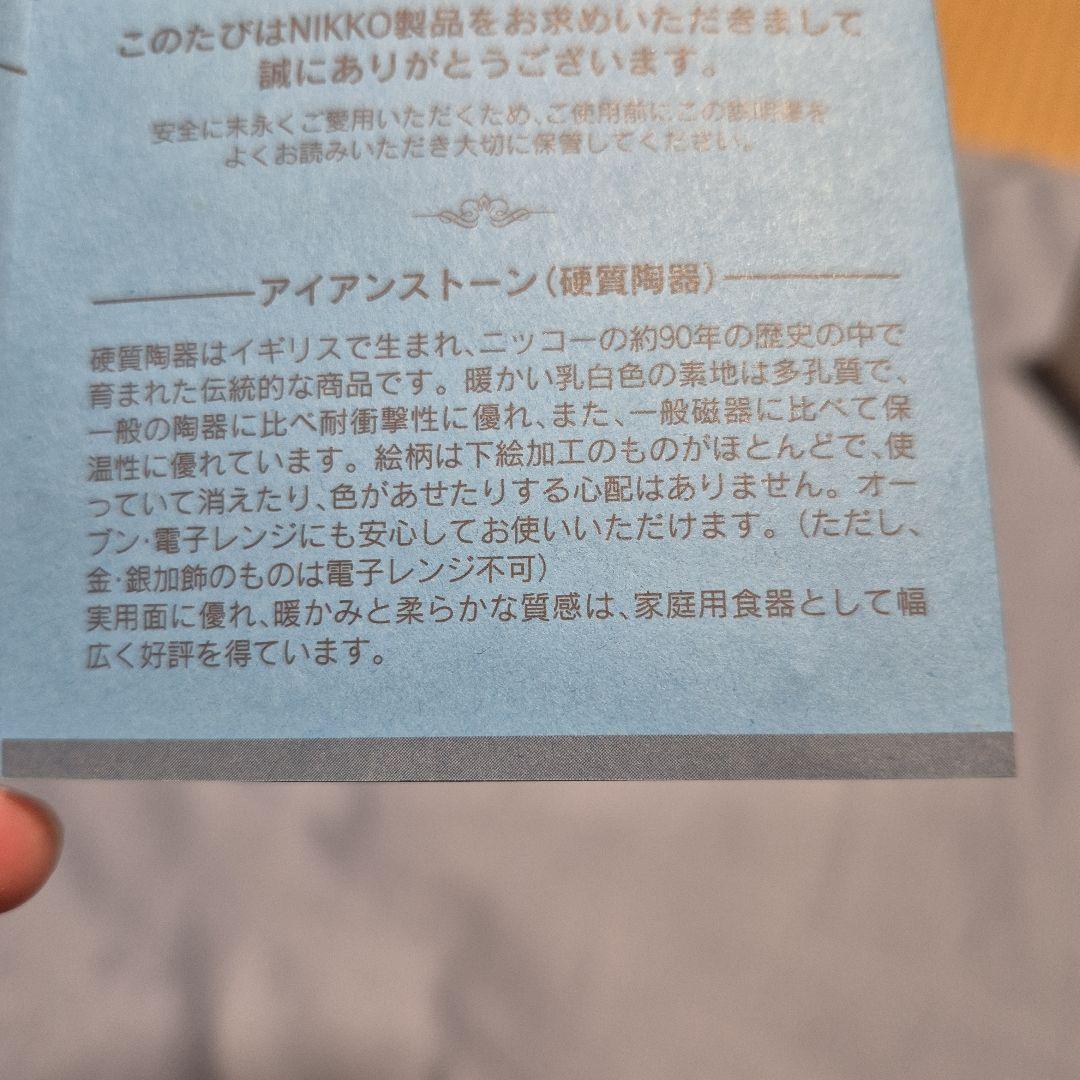 このたびはNIKKO製品をお求めいただきまして
誠にありがとうございます。
安全に末永くご愛用いただくため、ご使用前にこの説明書を
よくお読みいただき大切に保管してください。
アイアンストーン(硬質陶器)
硬質陶器はイギリスで生まれ、ニッコーの約90年の歴史の中で
育まれた伝統的な商品です。暖かい乳白色の素地は多孔質で、
一般の陶器に比べ耐衝撃性に優れ、また、一般磁器に比べて保
温性に優れています。絵柄は下絵加工のものがほとんどで、使
っていて消えたり、色があせたりする心配はありません。オー
ブン・電子レンジにも安心してお使いいただけます。(ただし、
金・銀加飾のものは電子レンジ不可)
実用面に優れ、暖かみと柔らかな質感は、家庭用食器として幅
広く好評を得ています。